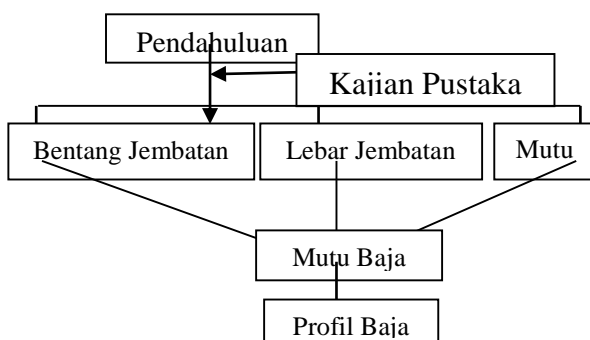 Pendahuluan
Kajian Pustaka
Bentang Jembatan
Lebar Jembatan
Mutu
Mutu Baja
Profil Baja